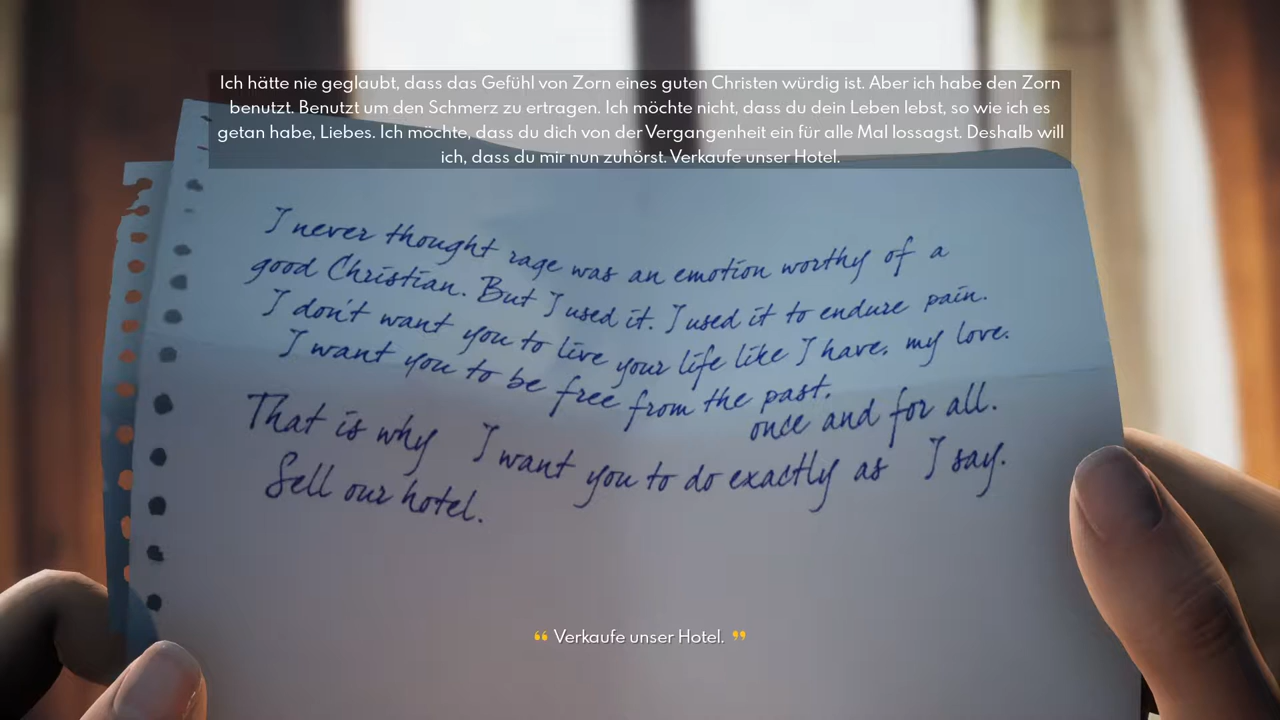 Ich hätte nie geglaubt, dass das Gefühl von Zorn eines guten Christen würdig ist. Aber ich habe den Zorn
benutzt. Benutzt um den Schmerz zu ertragen. Ich möchte nicht, dass du dein Leben lebst, so wie ich es
getan habe, Liebes. Ich möchte, dass du dich von der Vergangenheit ein für alle Mal lossagst. Deshalb will
ich, dass du mir nun zuhörst. Verkaufe unser Hotel.
I never thought rage was an emotion worthy of a
good Christian. But I used it. I used it to endure pain.
I don't want you to live your life like I have, my love.
I want you to be free from the past.
once and for all.
That is why I want you to do exactly as I say.
Sell our hotel.
“ Verkaufe unser Hotel. ”